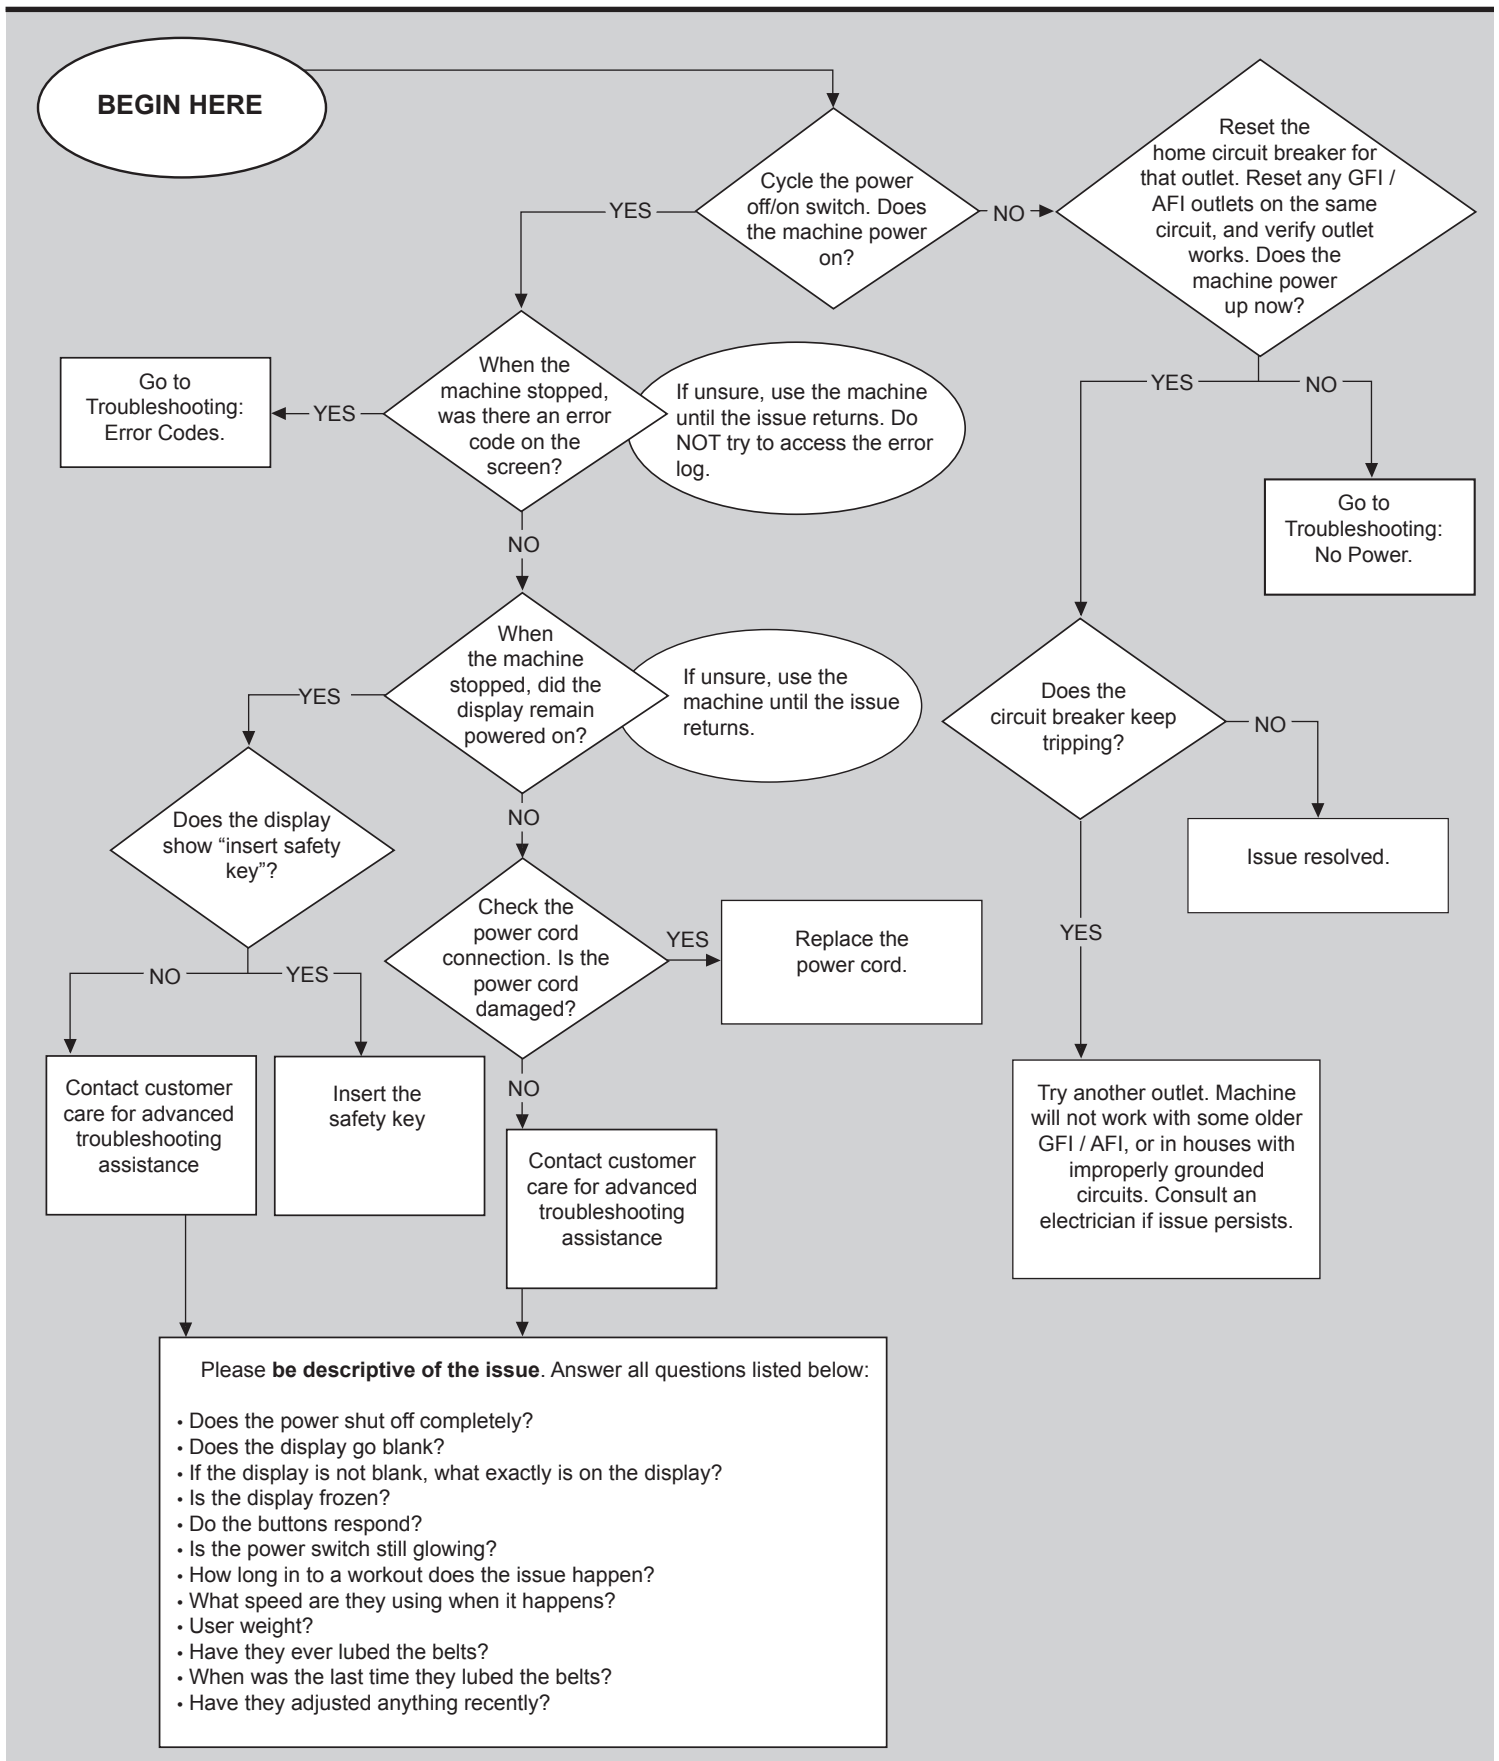 BEGIN HERE
Cycle the power
off/on switch. Does
the machine power
on?
YES
NO
Reset the
home circuit breaker for
that outlet. Reset any GFI /
AFI outlets on the same
circuit, and verify outlet
works. Does the
machine power
up now?
When the
machine stopped,
was there an error
code on the
screen?
If unsure, use the machine
until the issue returns. Do
NOT try to access the error
log.
YES
Go to
Troubleshooting:
Error Codes.
NO
YES
NO
Go to
Troubleshooting:
No Power.
When
the machine
stopped, did the
display remain
powered on?
If unsure, use the
machine until the issue
returns.
YES
NO
Does the
circuit breaker keep
tripping?
NO
Issue resolved.
YES
Does the display
show “insert safety
key”?
NO
YES
Check the
power cord
connection. Is the
power cord
damaged?
YES
Replace the
power cord.
NO
Contact customer
care for advanced
troubleshooting
assistance
Insert the
safety key
Contact customer
care for advanced
troubleshooting
assistance
Try another outlet. Machine
will not work with some older
GFI / AFI, or in houses with
improperly grounded
circuits. Consult an
electrician if issue persists.
Please be descriptive of the issue. Answer all questions listed below:
• Does the power shut off completely?
• Does the display go blank?
• If the display is not blank, what exactly is on the display?
• Is the display frozen?
• Do the buttons respond?
• Is the power switch still glowing?
• How long in to a workout does the issue happen?
• What speed are they using when it happens?
• User weight?
• Have they ever lubed the belts?
• When was the last time they lubed the belts?
• Have they adjusted anything recently?